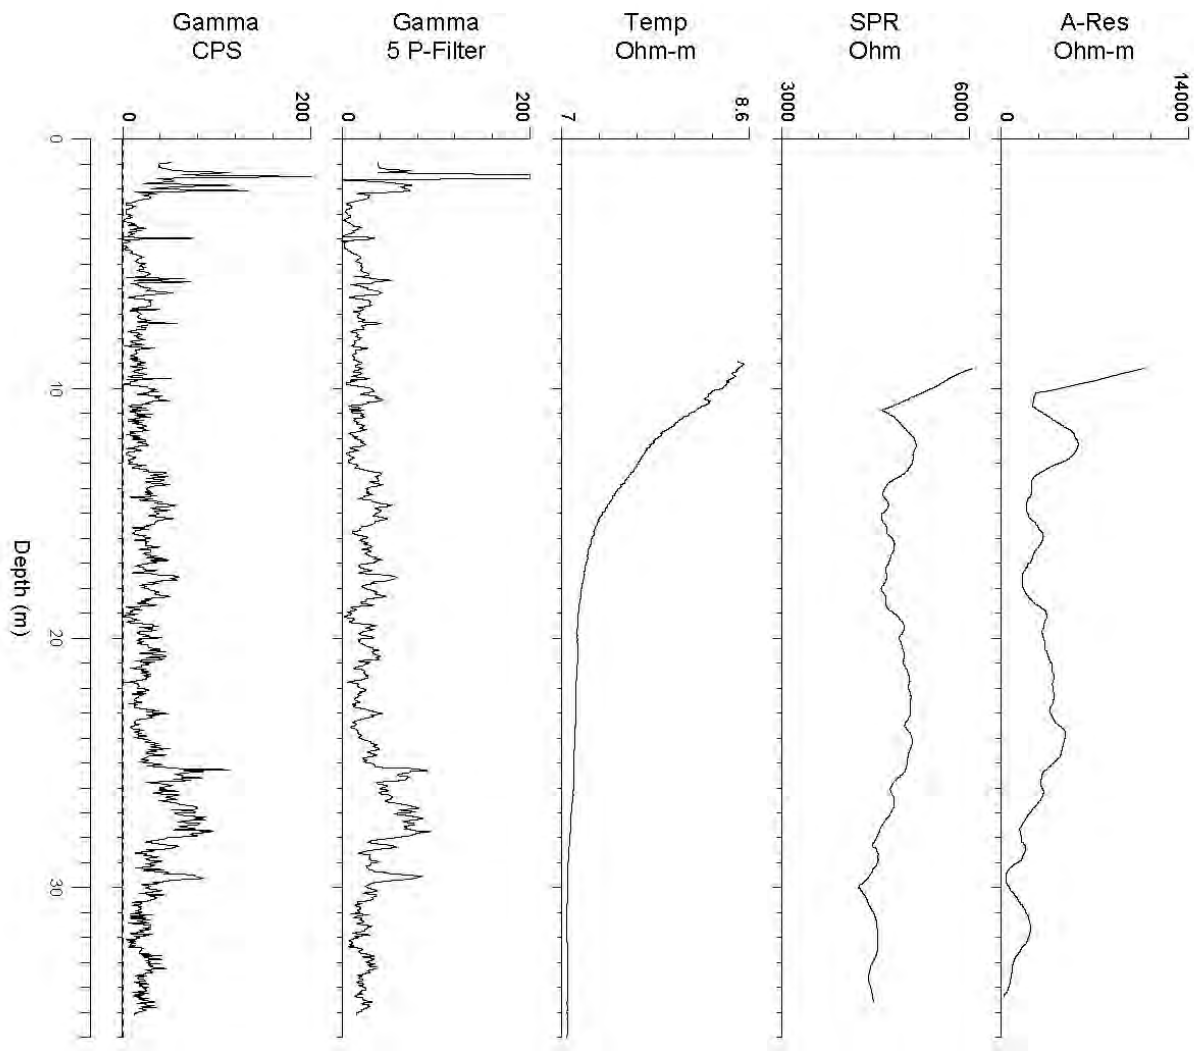 Gamma
CPS
Gamma
5 P-Filter
Temp
Ohm-m
SPR
Ohm
A-Res
Ohm-m
0
200
0
200
7
8.6
3000
6000
0
14000
0
10
20
30
Depth (m)